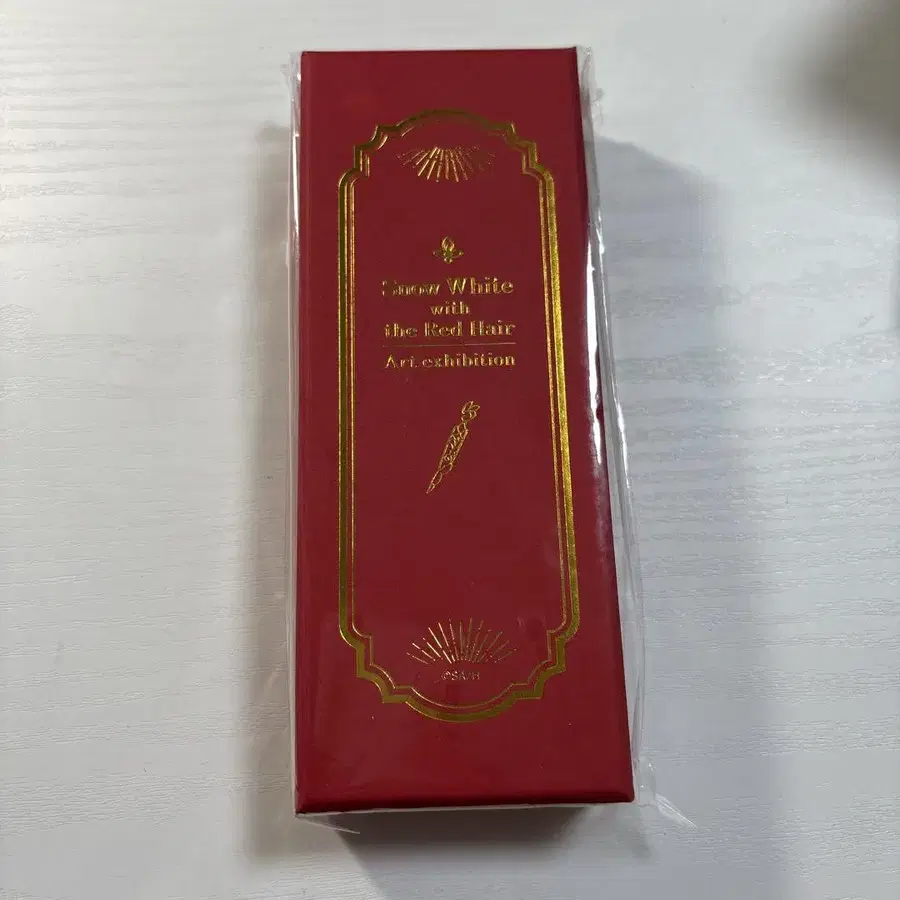 Snow White
with
the Red Hair
Art exhibition